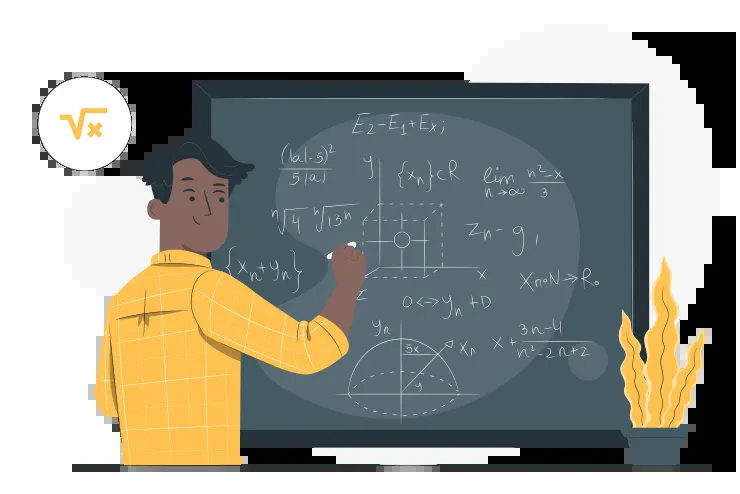 √x
E₂-E₁+Exⱼ
(|a|-5)²/5|a|
y
{xₙ}⊂R
lim n→∞ n²-x/3
ⁿ√4 ⁿ√13ⁿ
zₙ-g,
{xₙ+yₙ}
x
Xₙ∘N→R₀
z
0↔yₙ+D
yₙ
5x
xₙ
x+3n-4/n²-2n+2
y